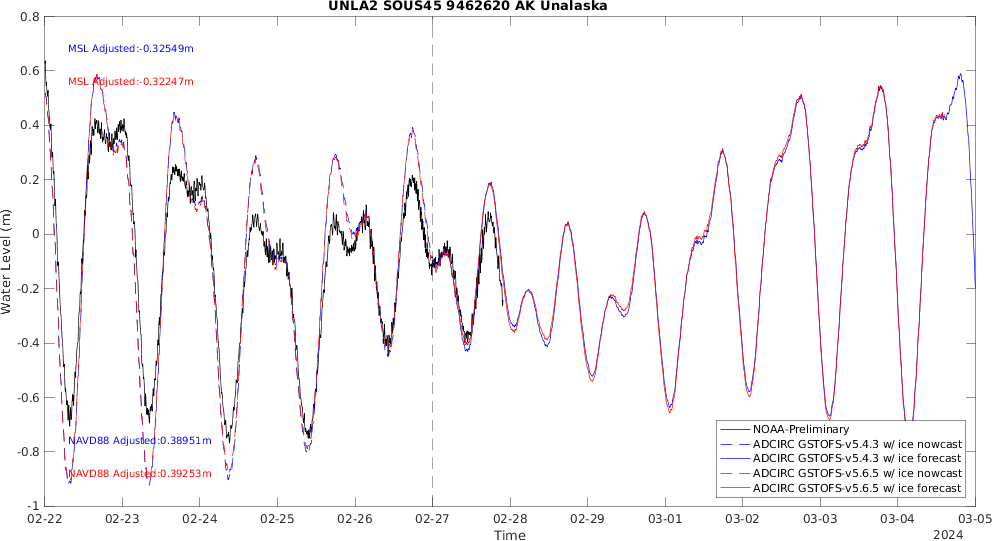 UNLA2 SOUS45 9462620 AK Unalaska
0.8
MSL Adjusted:-0.32549m
0.6
MSL Adjusted:-0.32247m
0.4
0.2
0
-0.2
-0.4
-0.6
-0.8
-1
Water Level (m)
NAVD88 Adjusted:0.38951m
NAVD88 Adjusted:0.39253m
NOAA-Preliminary
ADCIRC GSTOFS-v5.4.3 w/ ice nowcast
ADCIRC GSTOFS-v5.4.3 w/ ice forecast
ADCIRC GSTOFS-v5.6.5 w/ ice nowcast
ADCIRC GSTOFS-v5.6.5 w/ ice forecast
02-22 02-23 02-24 02-25 02-26 02-27 02-28 02-29 03-01 03-02 03-03 03-04 03-05
Time
2024